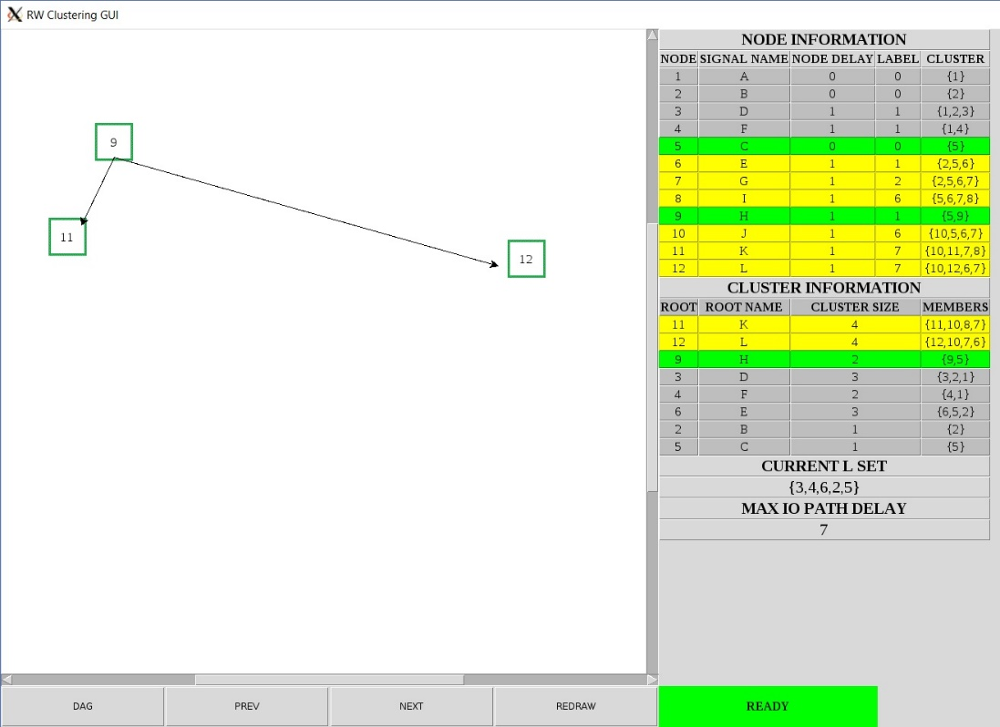 RW Clustering GUI
9
11
12
NODE INFORMATION
NODE SIGNAL NAME NODE DELAY LABEL CLUSTER
1 A 0 0 {1}
2 B 0 0 {2}
3 D 1 1 {1,2,3}
4 F 1 1 {1,4}
5 C 0 0 {5}
6 E 1 1 {2,5,6}
7 G 1 2 {2,5,6,7}
8 I 1 6 {5,6,7,8}
9 H 1 1 {5,9}
10 J 1 6 {10,5,6,7}
11 K 1 7 {10,11,7,8}
12 L 1 7 {10,12,6,7}
CLUSTER INFORMATION
ROOT ROOT NAME CLUSTER SIZE MEMBERS
11 K 4 {11,10,8,7}
12 L 4 {12,10,7,6}
9 H 2 {9,5}
3 D 3 {3,2,1}
4 F 2 {4,1}
6 E 3 {6,5,2}
2 B 1 {2}
5 C 1 {5}
CURRENT L SET
{3,4,6,2,5}
MAX IO PATH DELAY
7
DAG PREV NEXT REDRAW READY